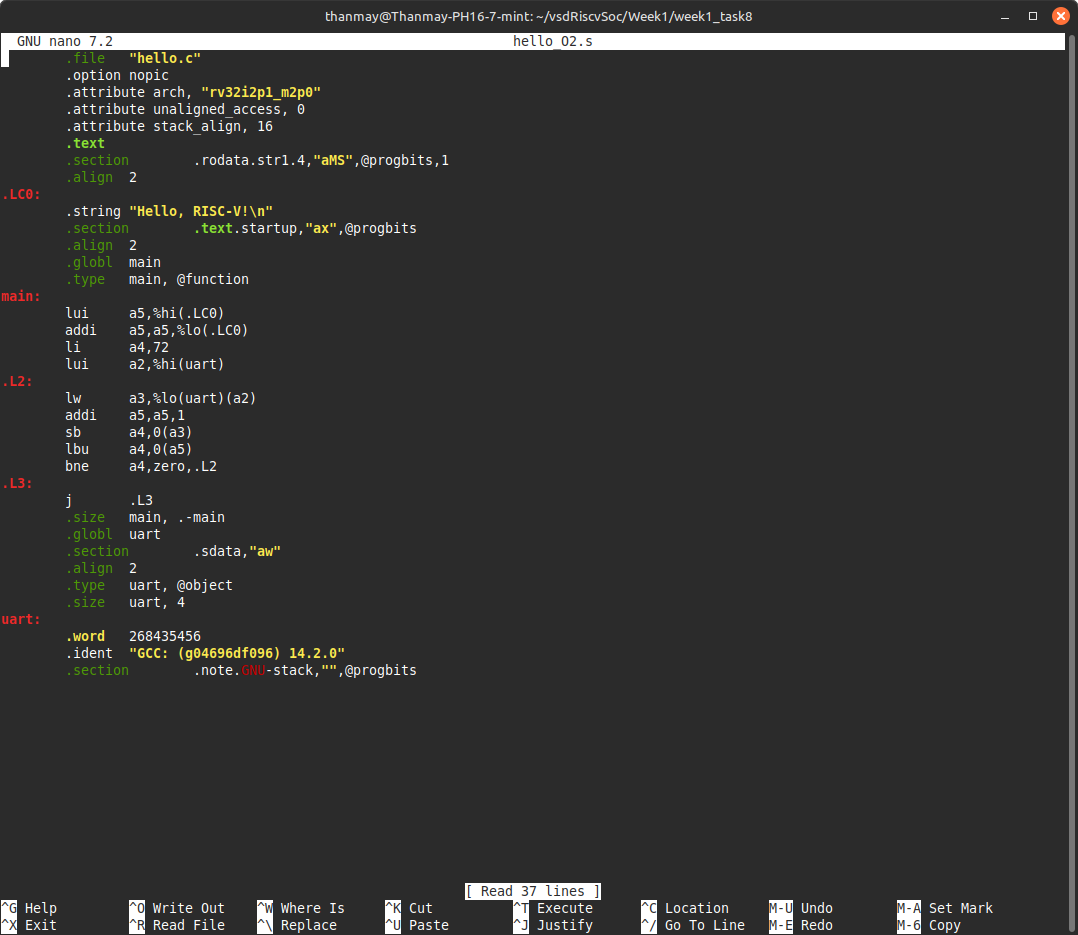 thanmay@Thanmay-PH16-7-mint: ~/vsdRiscvSoc/Week1/week1_task8
GNU nano 7.2 hello_O2.s
.file "hello.c"
.option nopic
.attribute arch, "rv32i2p1_m2p0"
.attribute unaligned_access, 0
.attribute stack_align, 16
.text
.section .rodata.str1.4,"aMS",@progbits,1
.align 2
.LC0:
.string "Hello, RISC-V!\n"
.section .text.startup,"ax",@progbits
.align 2
.globl main
.type main, @function
main:
lui a5,%hi(.LC0)
addi a5,a5,%lo(.LC0)
li a4,72
lui a2,%hi(uart)
.L2:
lw a3,%lo(uart)(a2)
addi a5,a5,1
sb a4,0(a3)
lbu a4,0(a5)
bne a4,zero,.L2
.L3:
j .L3
.size main, .-main
.globl uart
.section .sdata,"aw"
.align 2
.type uart, @object
.size uart, 4
uart:
.word 268435456
.ident "GCC: (g04696df096) 14.2.0"
.section .note.GNU-stack,"",@progbits
[ Read 37 lines ]
^G Help ^O Write Out ^W Where Is ^K Cut ^T Execute ^C Location M-U Undo M-A Set Mark
^X Exit ^R Read File ^\ Replace ^U Paste ^J Justify ^/ Go To Line M-E Redo M-6 Copy